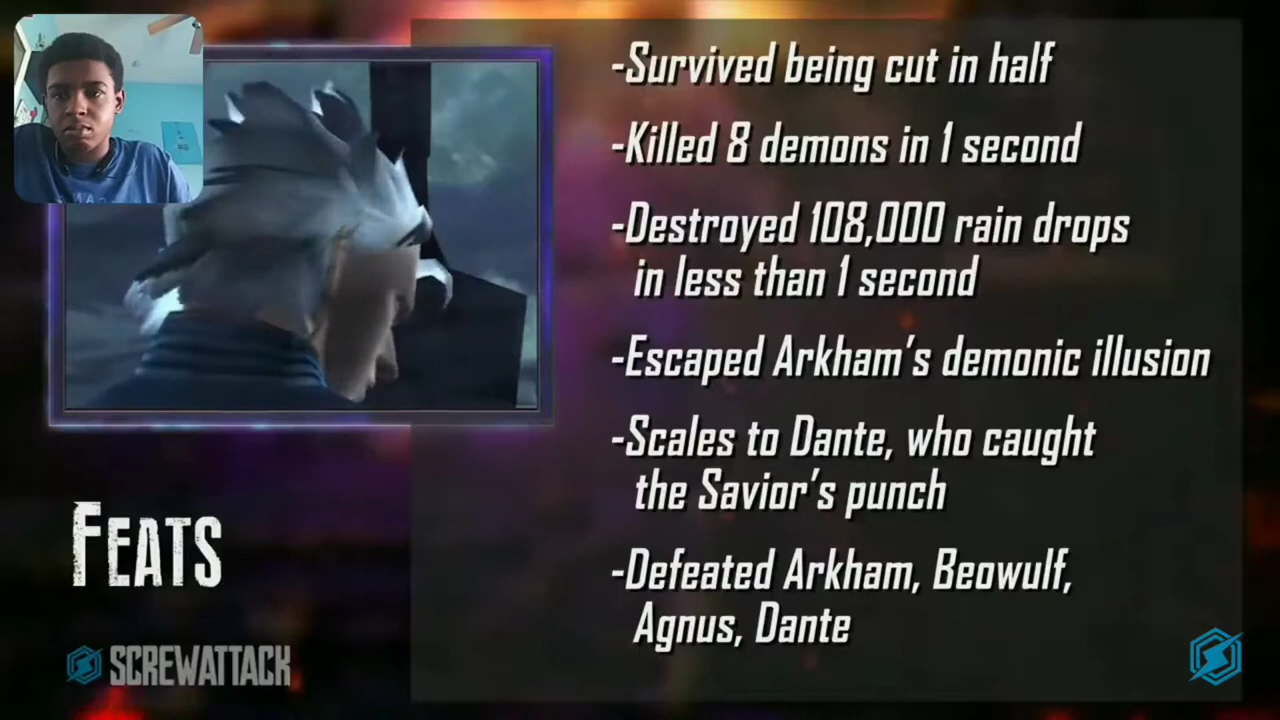 -Survived being cut in half
-Killed 8 demons in 1 second
-Destroyed 108,000 rain drops
in less than 1 second
-Escaped Arkham's demonic illusion
-Scales to Dante, who caught
the Savior's punch
-Defeated Arkham, Beowulf,
Agnus, Dante
FEATS
SCREWATTACK